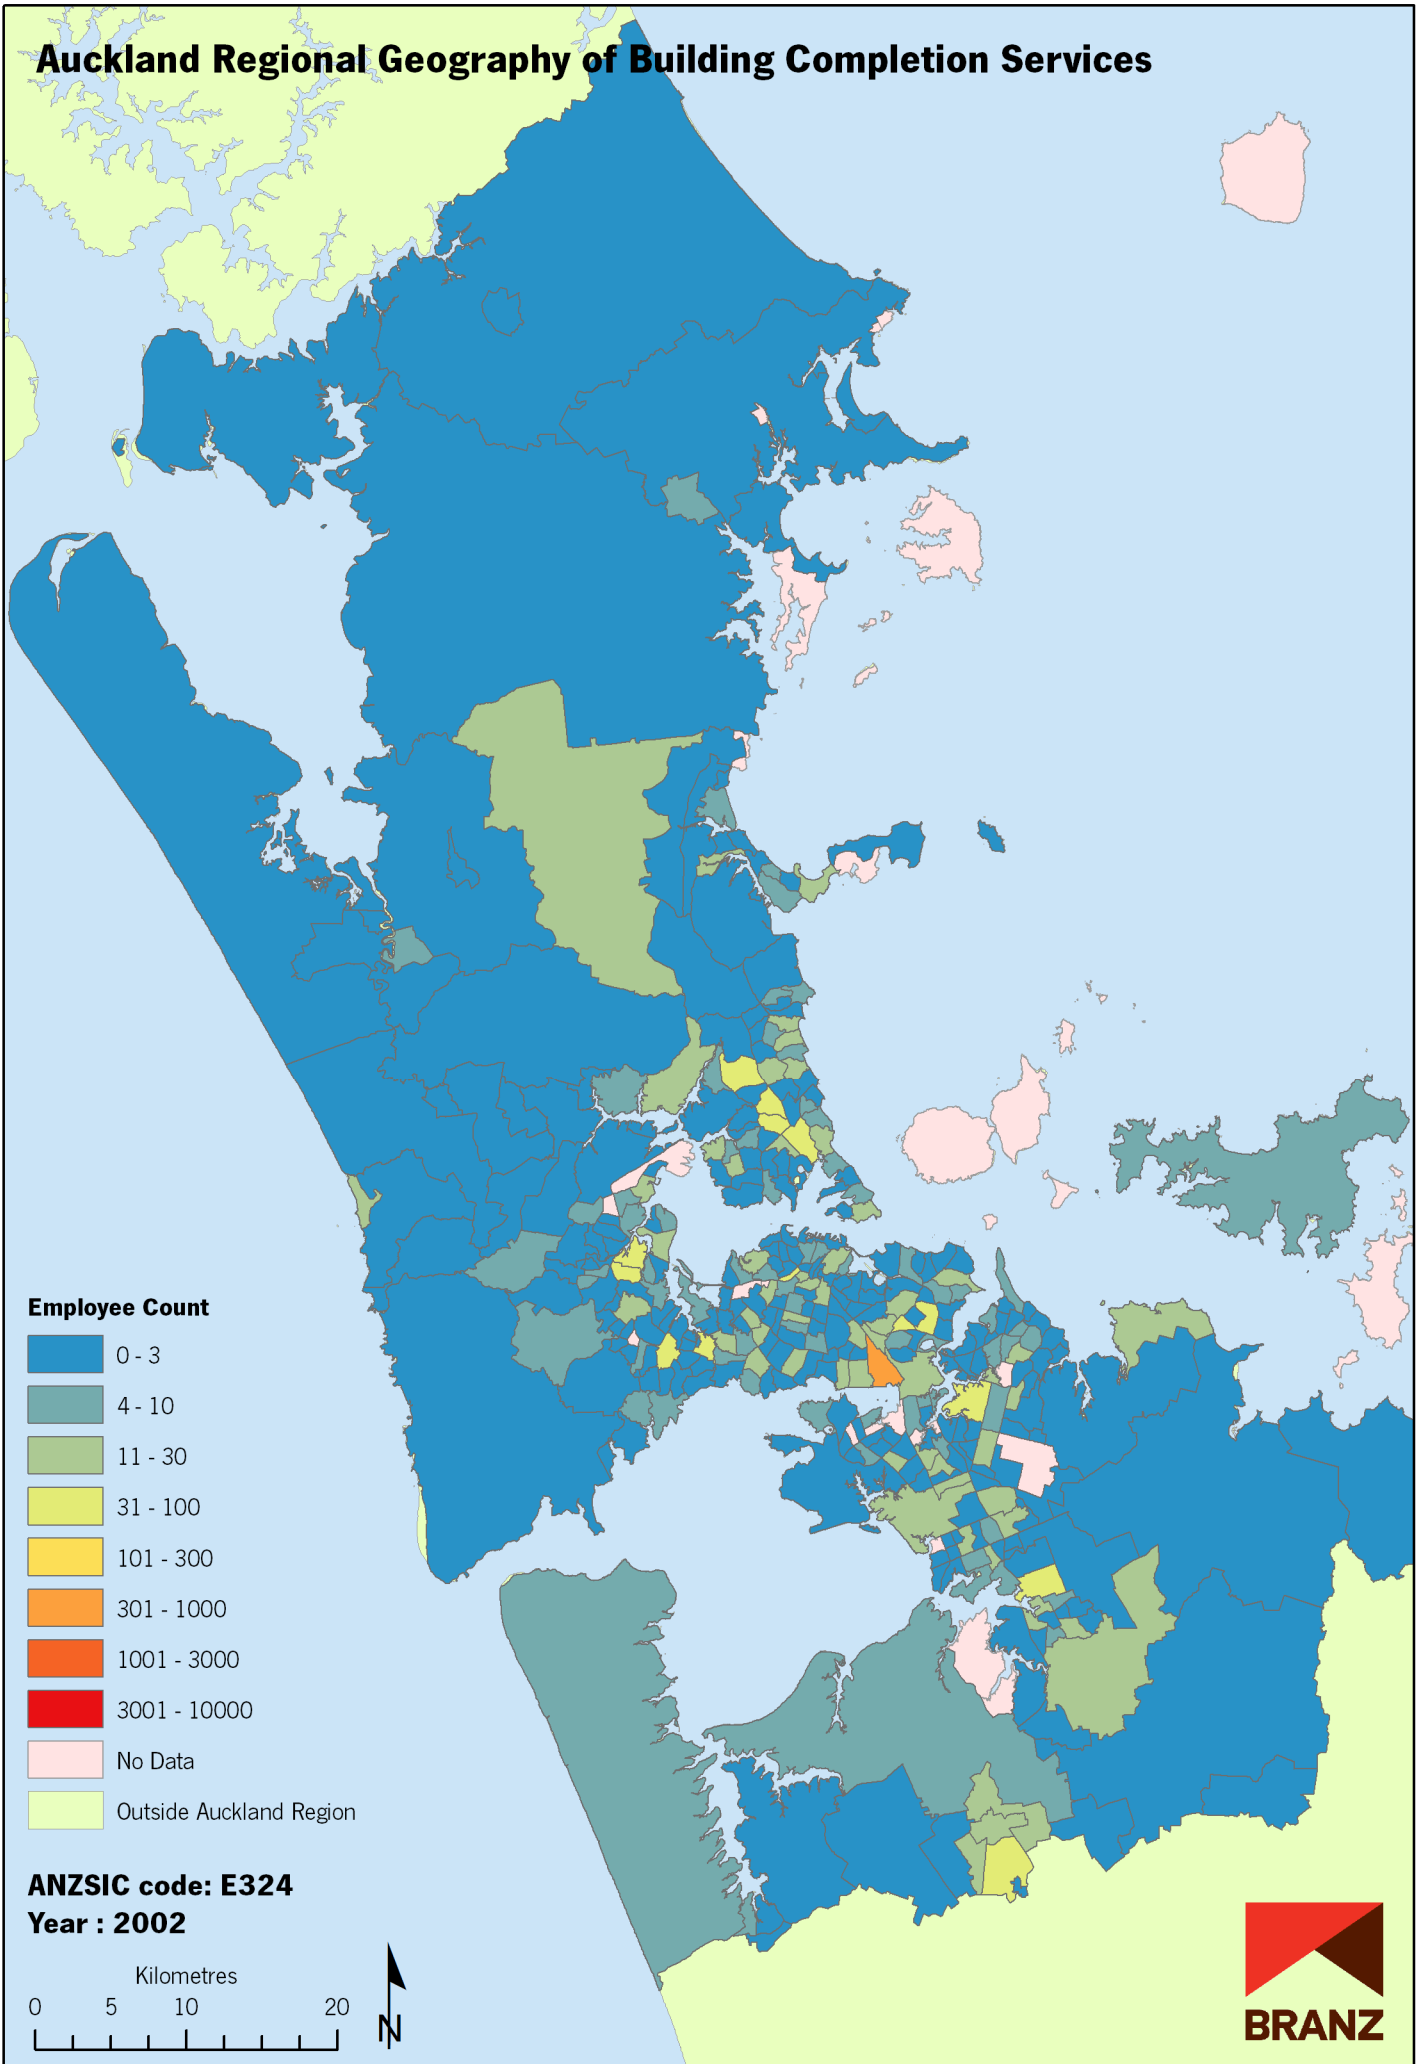 Auckland Regional Geography of Building Completion Services
Employee Count
0 - 3
4 - 10
11 - 30
31 - 100
101 - 300
301 - 1000
1001 - 3000
3001 - 10000
No Data
Outside Auckland Region
ANZSIC code: E324
Year : 2002
Kilometres
0 5 10 20
N
BRANZ